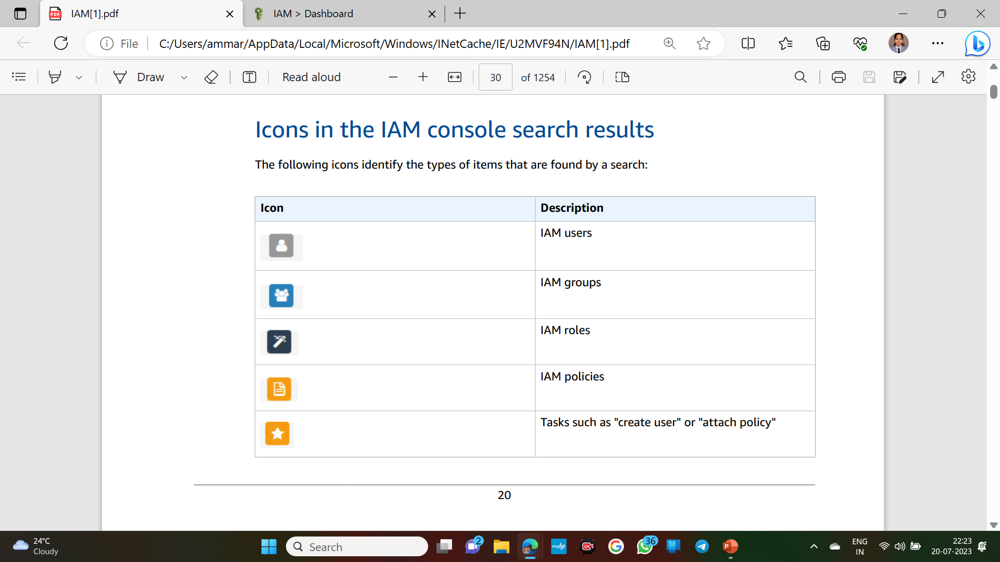 IAM[1].pdf
IAM > Dashboard
File
C:/Users/ammar/AppData/Local/Microsoft/Windows/INetCache/IE/U2MVF94N/IAM[1].pdf
Draw
Read aloud
30
of 1254
Icons in the IAM console search results
The following icons identify the types of items that are found by a search:
Icon
Description
IAM users
IAM groups
IAM roles
IAM policies
Tasks such as "create user" or "attach policy"
20
24°C
Cloudy
Search
2
myhp
36
ENG
IN
22:23
20-07-2023